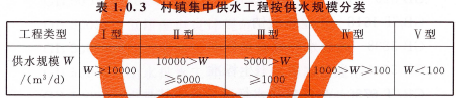 表 1.0.3 村镇集中供水工程按供水规模分类
工程类型 Ⅰ型 Ⅱ型 Ⅲ型 Ⅳ型 Ⅴ型
供水规模 W /(m³/d) W≥10000 10000>W ≥5000 5000>W ≥1000 1000>W≥100 W<100